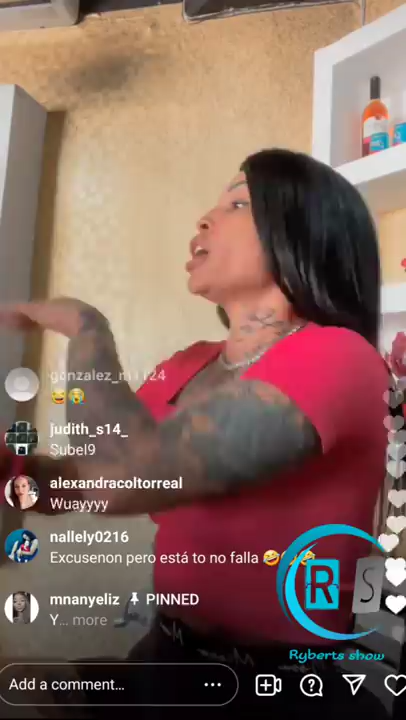 gonzalez_m1124
😅😭
judith_s14_
Subel9
alexandracoltorreal
Wuayyyy
nallely0216
Excusenon pero está to no falla 🤣🤣🤣
mnanyeliz 📌 PINNED
Y... more
R S
Ryberts show
Add a comment...